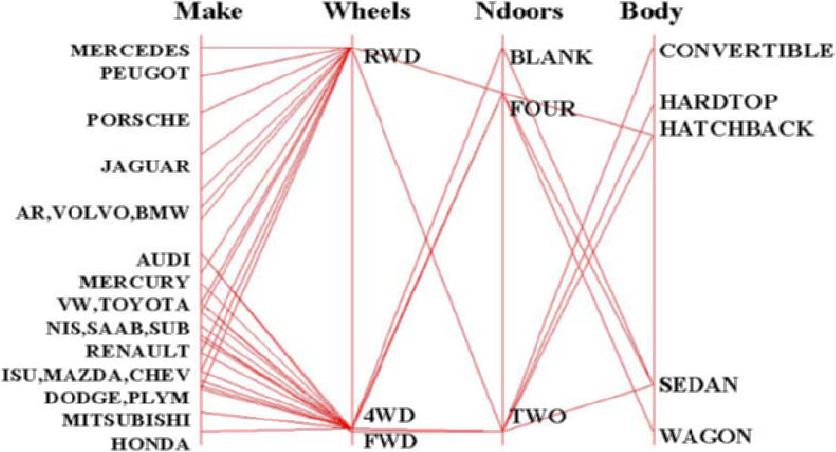 Make Wheels Ndoors Body
MERCEDES
PEUGOT
PORSCHE
JAGUAR
AR,VOLVO,BMW
AUDI
MERCURY
VW,TOYOTA
NIS,SAAB,SUB
RENAULT
ISU,MAZDA,CHEV
DODGE,PLYM
MITSUBISHI
HONDA
RWD
4WD
FWD
BLANK
FOUR
TWO
CONVERTIBLE
HARDTOP
HATCHBACK
SEDAN
WAGON